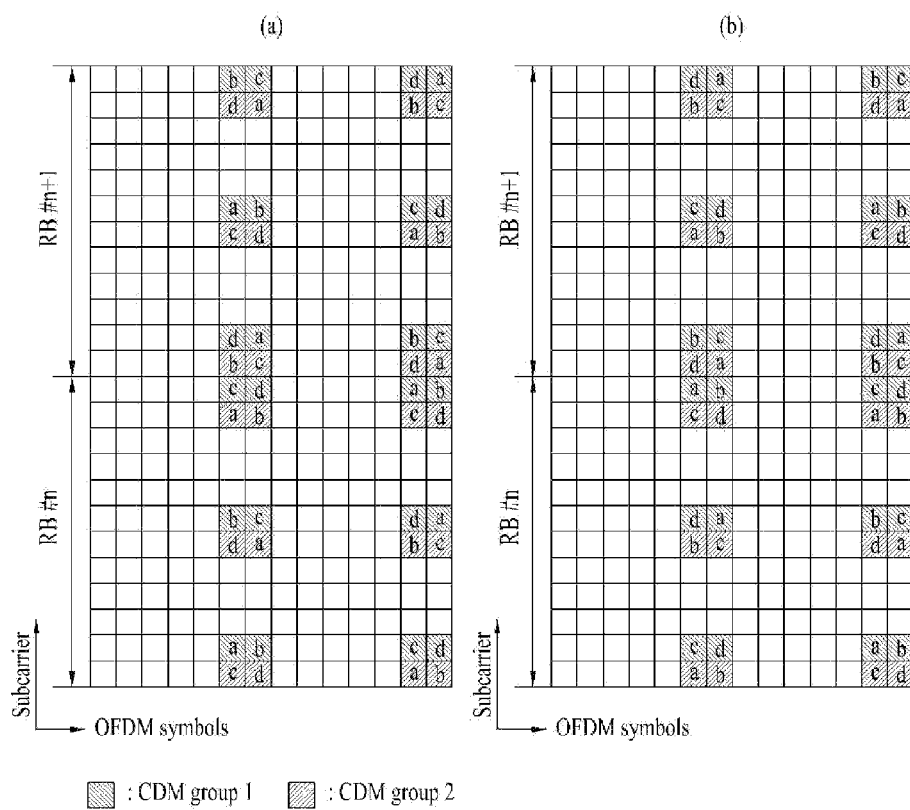 (a) (b)
b c d a b c
d a b c b c d a
a b c d c d a b
c d a b a b c d
RB #n+1 RB #n+1
d a b c b c d a
b c d a d a b c
c d a b a b c d
a b c d c d a b
b c d a d a b c
d a b c b c d a
RB #n RB #n
a b c d c d a b
c d a b a b c d
Subcarrier Subcarrier
OFDM symbols OFDM symbols
: CDM group 1 : CDM group 2